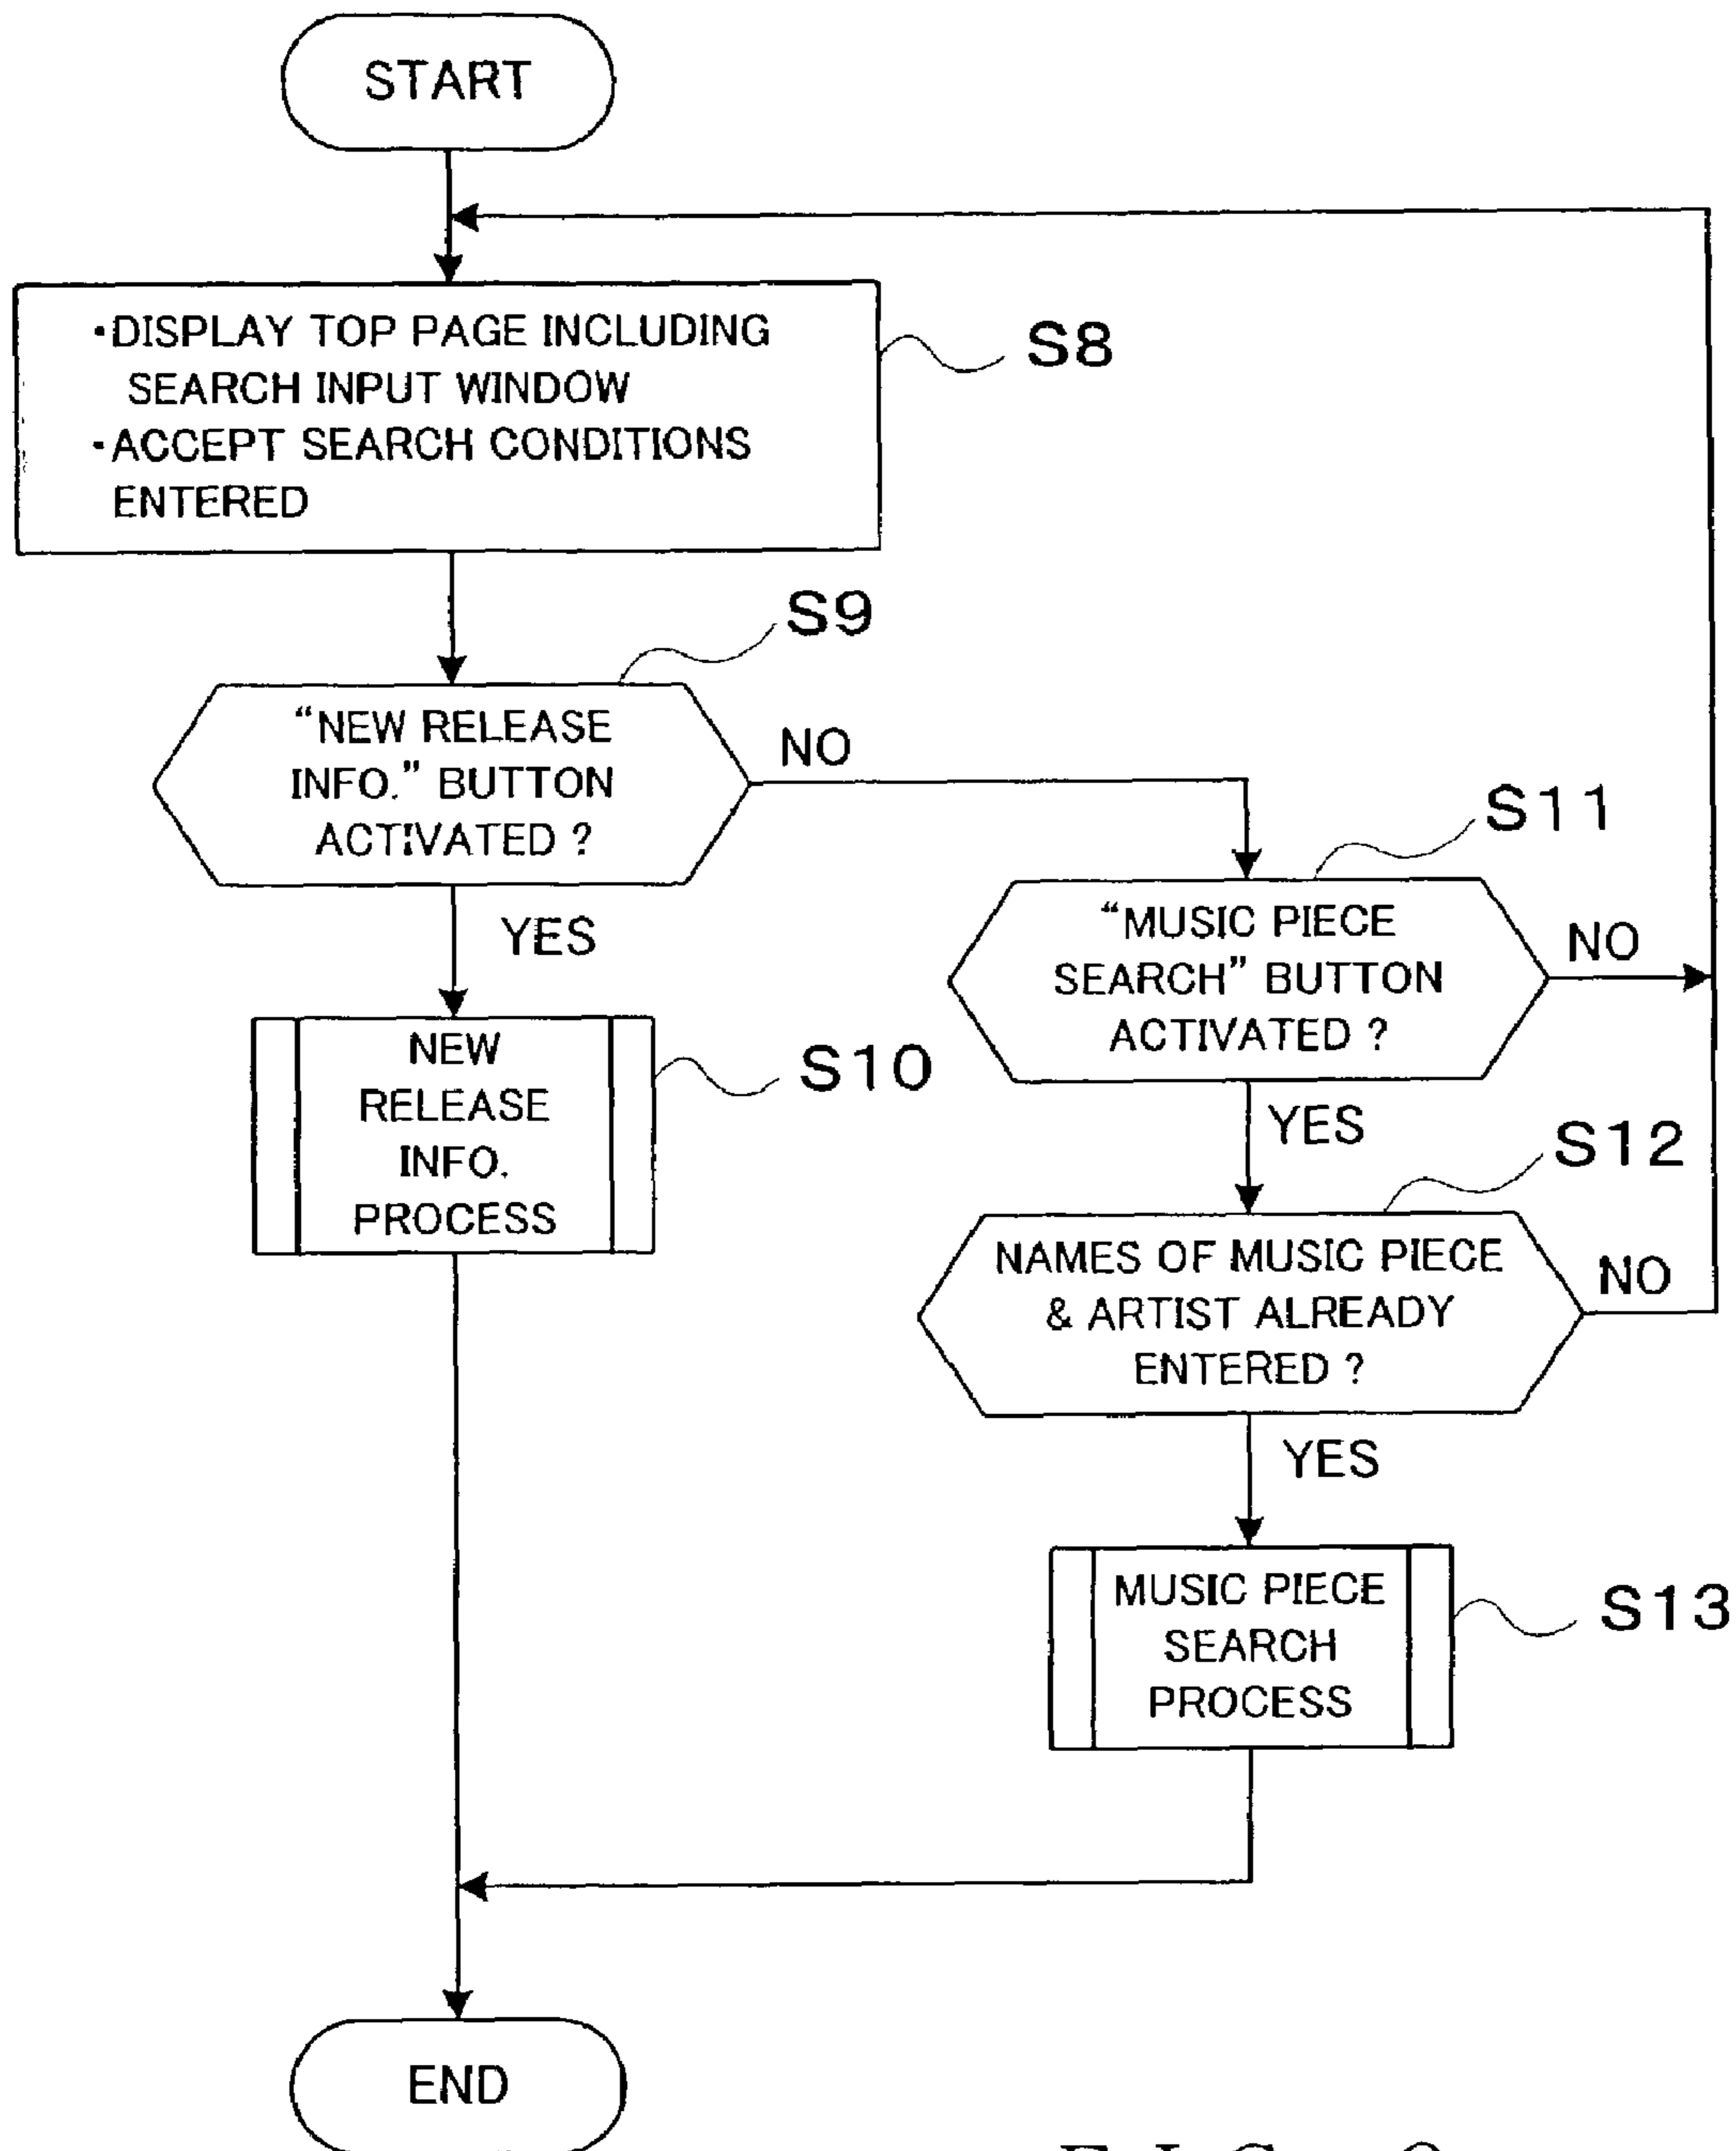 START
・DISPLAY TOP PAGE INCLUDING
SEARCH INPUT WINDOW
・ACCEPT SEARCH CONDITIONS
ENTERED
S8
S9
“NEW RELEASE
INFO.” BUTTON
ACTIVATED ?
NO
YES
S11
“MUSIC PIECE
SEARCH” BUTTON
ACTIVATED ?
NO
YES
NEW
RELEASE
INFO.
PROCESS
S10
S12
NAMES OF MUSIC PIECE
& ARTIST ALREADY
ENTERED ?
NO
YES
MUSIC PIECE
SEARCH
PROCESS
S13
END